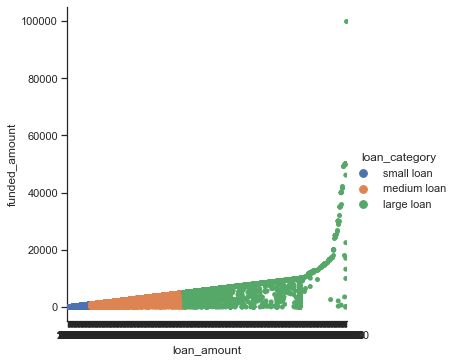 100000
80000
60000
40000
20000
0
funded_amount
loan_category
small loan
medium loan
large loan
loan_amount